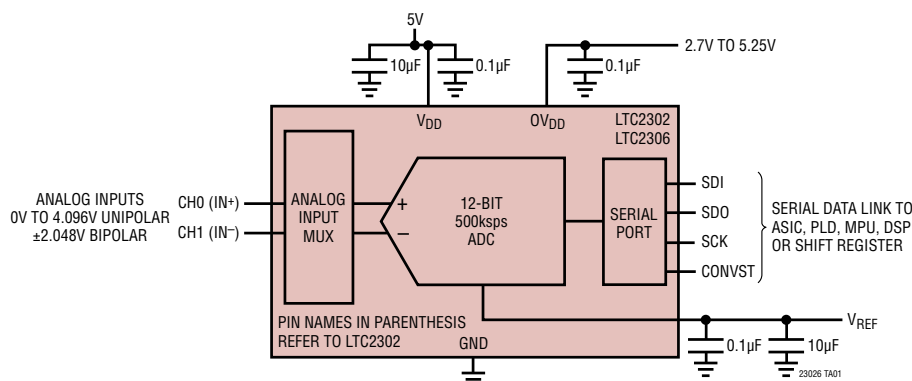 5V
10µF
0.1µF
2.7V TO 5.25V
0.1µF
VDD
OVDD
LTC2302
LTC2306
ANALOG INPUTS
0V TO 4.096V UNIPOLAR
±2.048V BIPOLAR
CH0 (IN+)
CH1 (IN–)
ANALOG
INPUT
MUX
+
–
12-BIT
500ksps
ADC
SERIAL
PORT
SDI
SDO
SCK
CONVST
SERIAL DATA LINK TO
ASIC, PLD, MPU, DSP
OR SHIFT REGISTER
PIN NAMES IN PARENTHESIS
REFER TO LTC2302
GND
VREF
0.1µF
10µF
23026 TA01